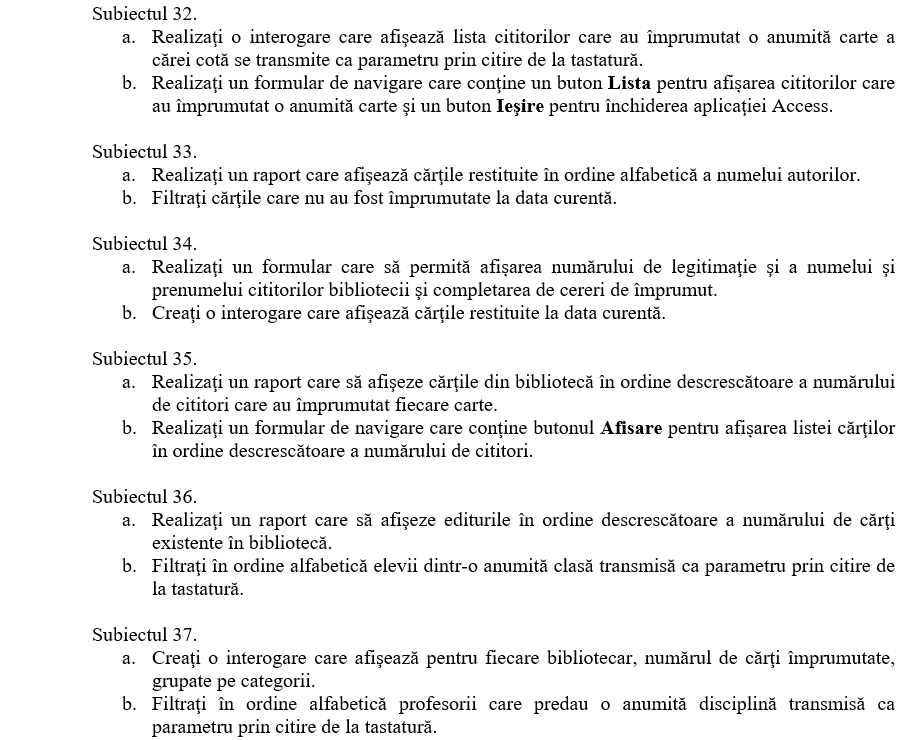 Subiectul 32.
a. Realizaţi o interogare care afişează lista cititorilor care au împrumutat o anumită carte a
cărei cotă se transmite ca parametru prin citire de la tastatură.
b. Realizaţi un formular de navigare care conţine un buton Lista pentru afişarea cititorilor care
au împrumutat o anumită carte şi un buton Ieşire pentru închiderea aplicaţiei Access.
Subiectul 33.
a. Realizaţi un raport care afişează cărţile restituite în ordine alfabetică a numelui autorilor.
b. Filtraţi cărţile care nu au fost împrumutate la data curentă.
Subiectul 34.
a. Realizaţi un formular care să permită afişarea numărului de legitimaţie şi a numelui şi
prenumelui cititorilor bibliotecii şi completarea de cereri de împrumut.
b. Creaţi o interogare care afişează cărţile restituite la data curentă.
Subiectul 35.
a. Realizaţi un raport care să afişeze cărţile din bibliotecă în ordine descrescătoare a numărului
de cititori care au împrumutat fiecare carte.
b. Realizaţi un formular de navigare care conţine butonul Afisare pentru afişarea listei cărţilor
în ordine descrescătoare a numărului de cititori.
Subiectul 36.
a. Realizaţi un raport care să afişeze editurile în ordine descrescătoare a numărului de cărţi
existente în bibliotecă.
b. Filtraţi în ordine alfabetică elevii dintr-o anumită clasă transmisă ca parametru prin citire de
la tastatură.
Subiectul 37.
a. Creaţi o interogare care afişează pentru fiecare bibliotecar, numărul de cărţi împrumutate,
grupate pe categorii.
b. Filtraţi în ordine alfabetică profesorii care predau o anumită disciplină transmisă ca
parametru prin citire de la tastatură.